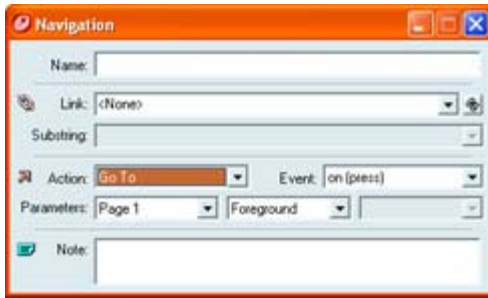 Navigation
Name:
Link: <None>
Substring:
Action: Go To Event: on (press)
Parameters: Page 1 Foreground
Note: